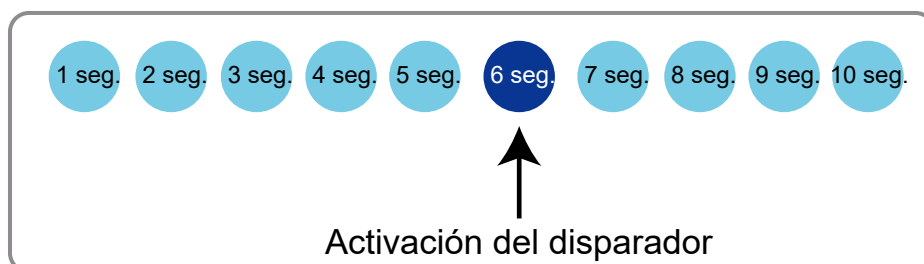 1 seg. 2 seg. 3 seg. 4 seg. 5 seg. 6 seg. 7 seg. 8 seg. 9 seg. 10 seg.
Activación del disparador